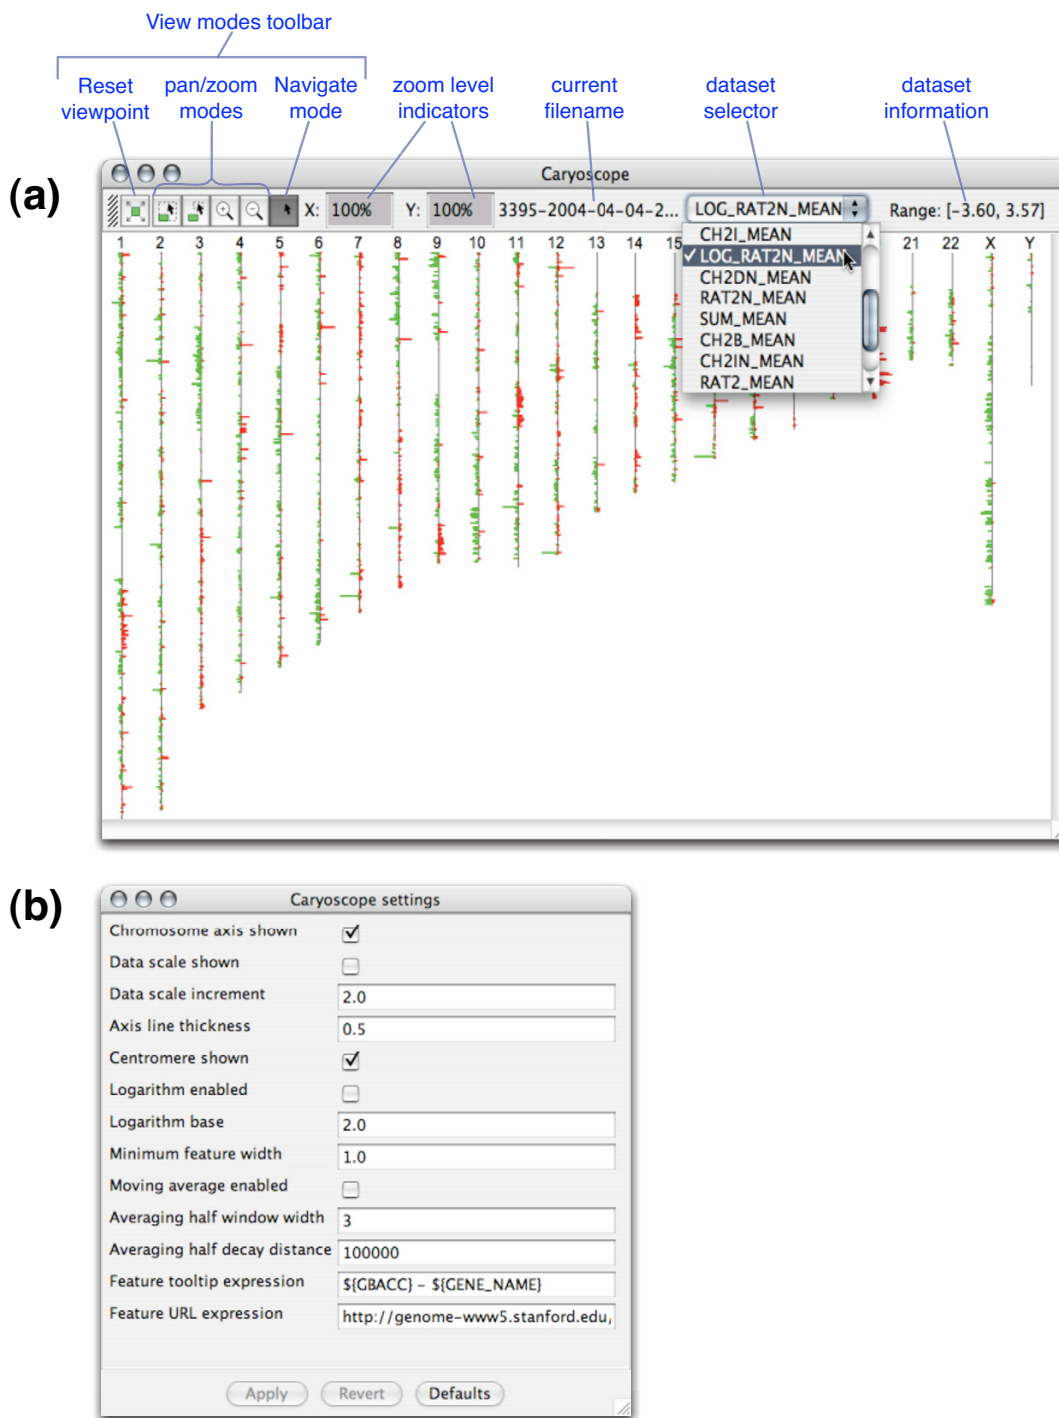 View modes toolbar
Reset viewpoint
pan/zoom modes
Navigate mode
zoom level indicators
current filename
dataset selector
dataset information
(a)
Caryoscope
X: 100% Y: 100% 3395-2004-04-04-2... LOG_RAT2N_MEAN Range: [-3.60, 3.57]
1 2 3 4 5 6 7 8 9 10 11 12 13 14 15 21 22 X Y
CH2I_MEAN
✓ LOG_RAT2N_MEAN
CH2DN_MEAN
RAT2N_MEAN
SUM_MEAN
CH2B_MEAN
CH2IN_MEAN
RAT2_MEAN
(b)
Caryoscope settings
Chromosome axis shown
Data scale shown
Data scale increment 2.0
Axis line thickness 0.5
Centromere shown
Logarithm enabled
Logarithm base 2.0
Minimum feature width 1.0
Moving average enabled
Averaging half window width 3
Averaging half decay distance 100000
Feature tooltip expression ${GBACC} - ${GENE_NAME}
Feature URL expression http://genome-www5.stanford.edu/
Apply Revert Defaults